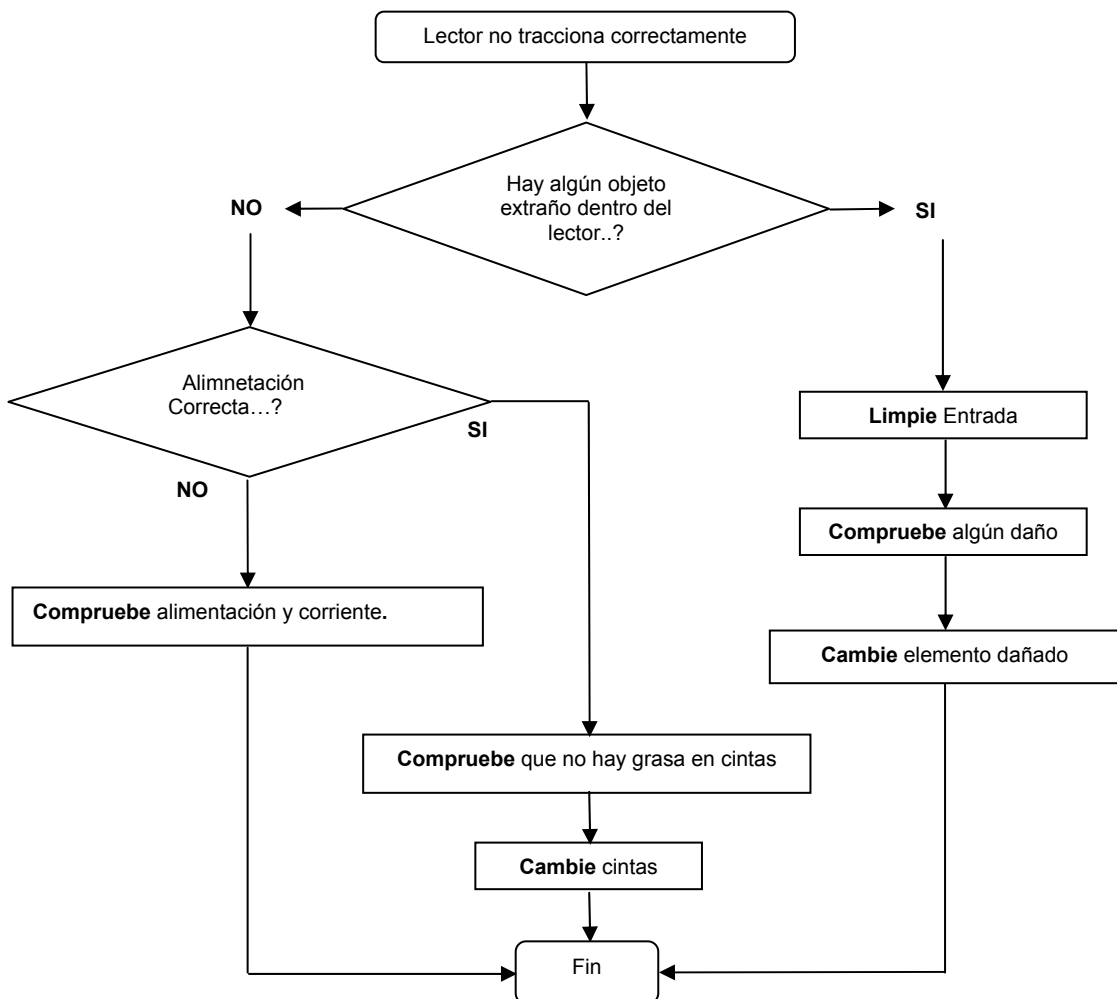 Lector no tracciona correctamente
Hay algún objeto
extraño dentro del
lector..?
NO
SI
Alimnetación
Correcta…?
SI
NO
Limpie Entrada
Compruebe algún daño
Compruebe alimentación y corriente.
Cambie elemento dañado
Compruebe que no hay grasa en cintas
Cambie cintas
Fin